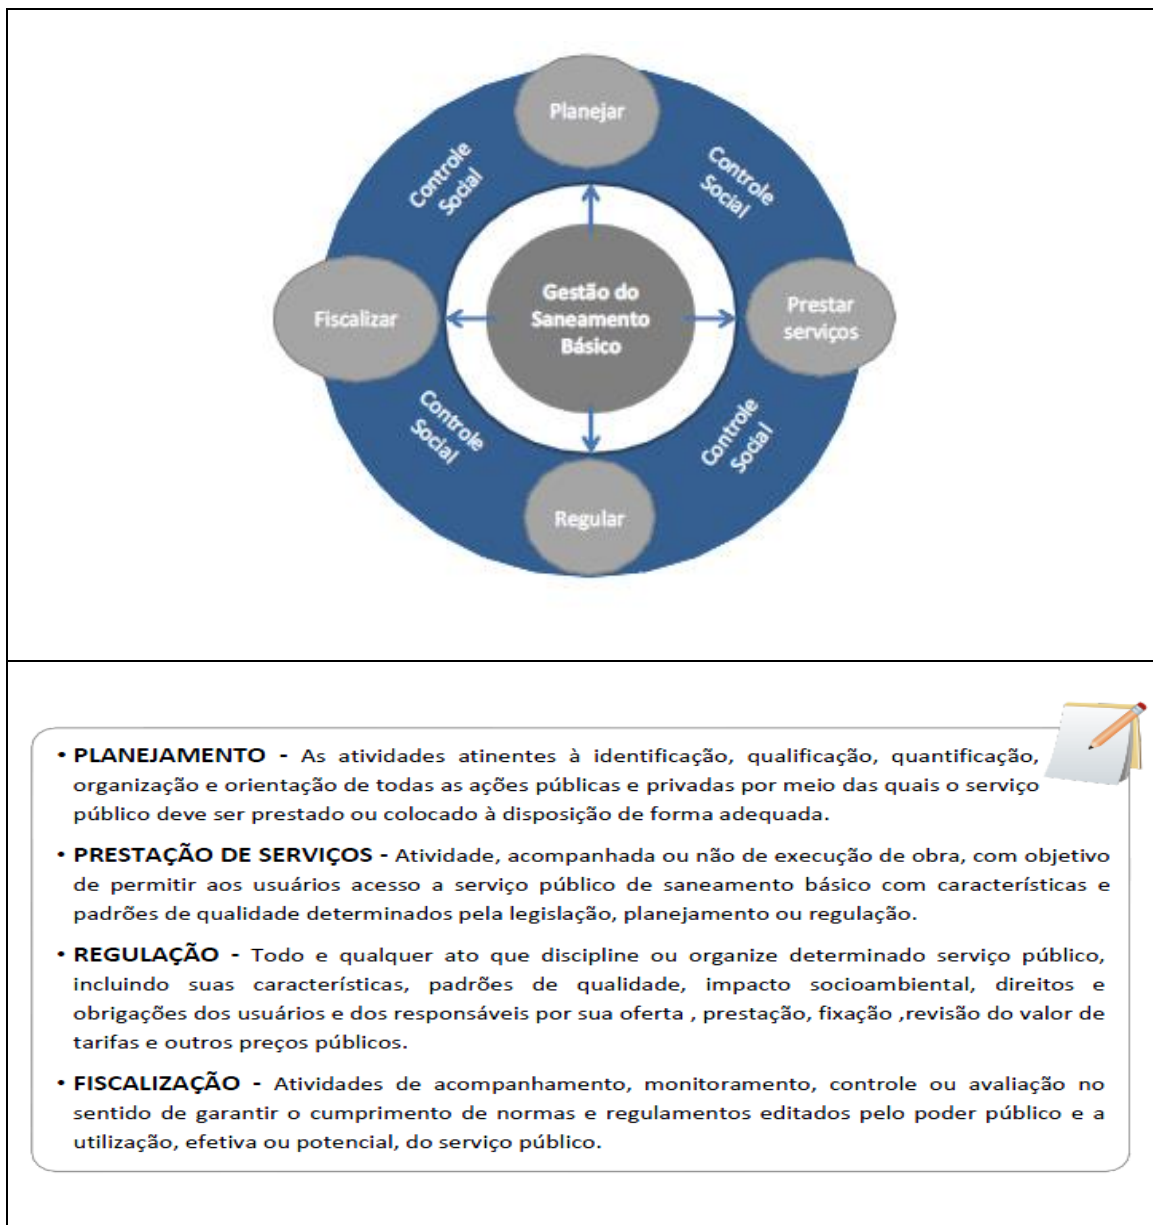 Planejar
Controle
Social
Controle
Social
Gestão do
Saneamento
Básico
Fiscalizar
Prestar
serviços
Controle
Social
Controle
Social
Regular
• PLANEJAMENTO - As atividades atinentes à identificação, qualificação, quantificação,
organização e orientação de todas as ações públicas e privadas por meio das quais o serviço
público deve ser prestado ou colocado à disposição de forma adequada.
• PRESTAÇÃO DE SERVIÇOS - Atividade, acompanhada ou não de execução de obra, com objetivo
de permitir aos usuários acesso a serviço público de saneamento básico com características e
padrões de qualidade determinados pela legislação, planejamento ou regulação.
• REGULAÇÃO - Todo e qualquer ato que discipline ou organize determinado serviço público,
incluindo suas características, padrões de qualidade, impacto socioambiental, direitos e
obrigações dos usuários e dos responsáveis por sua oferta , prestação, fixação ,revisão do valor de
tarifas e outros preços públicos.
• FISCALIZAÇÃO - Atividades de acompanhamento, monitoramento, controle ou avaliação no
sentido de garantir o cumprimento de normas e regulamentos editados pelo poder público e a
utilização, efetiva ou potencial, do serviço público.